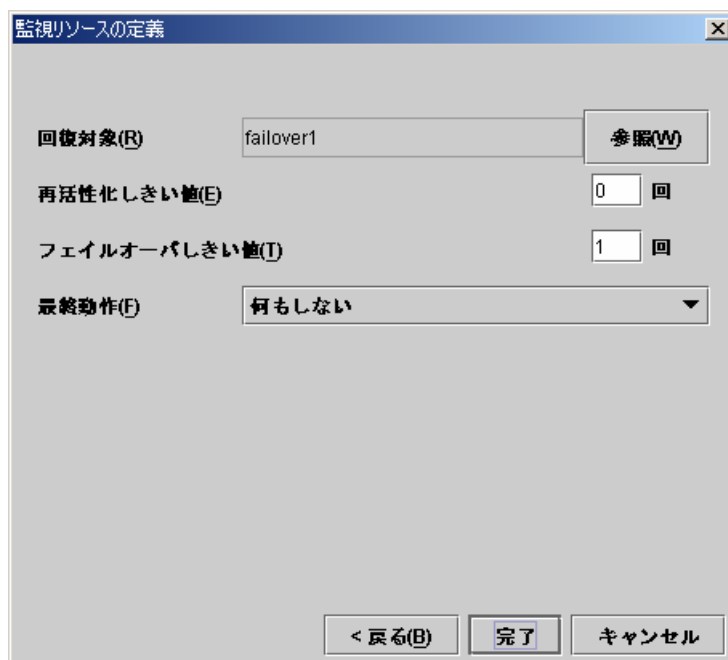 監視リソースの定義
回復対象(R) failover1 参照(W)
再活性化しきい値(E) 0 回
フェイルオーバしきい値(T) 1 回
最終動作(F) 何もしない
< 戻る(B) 完了 キャンセル